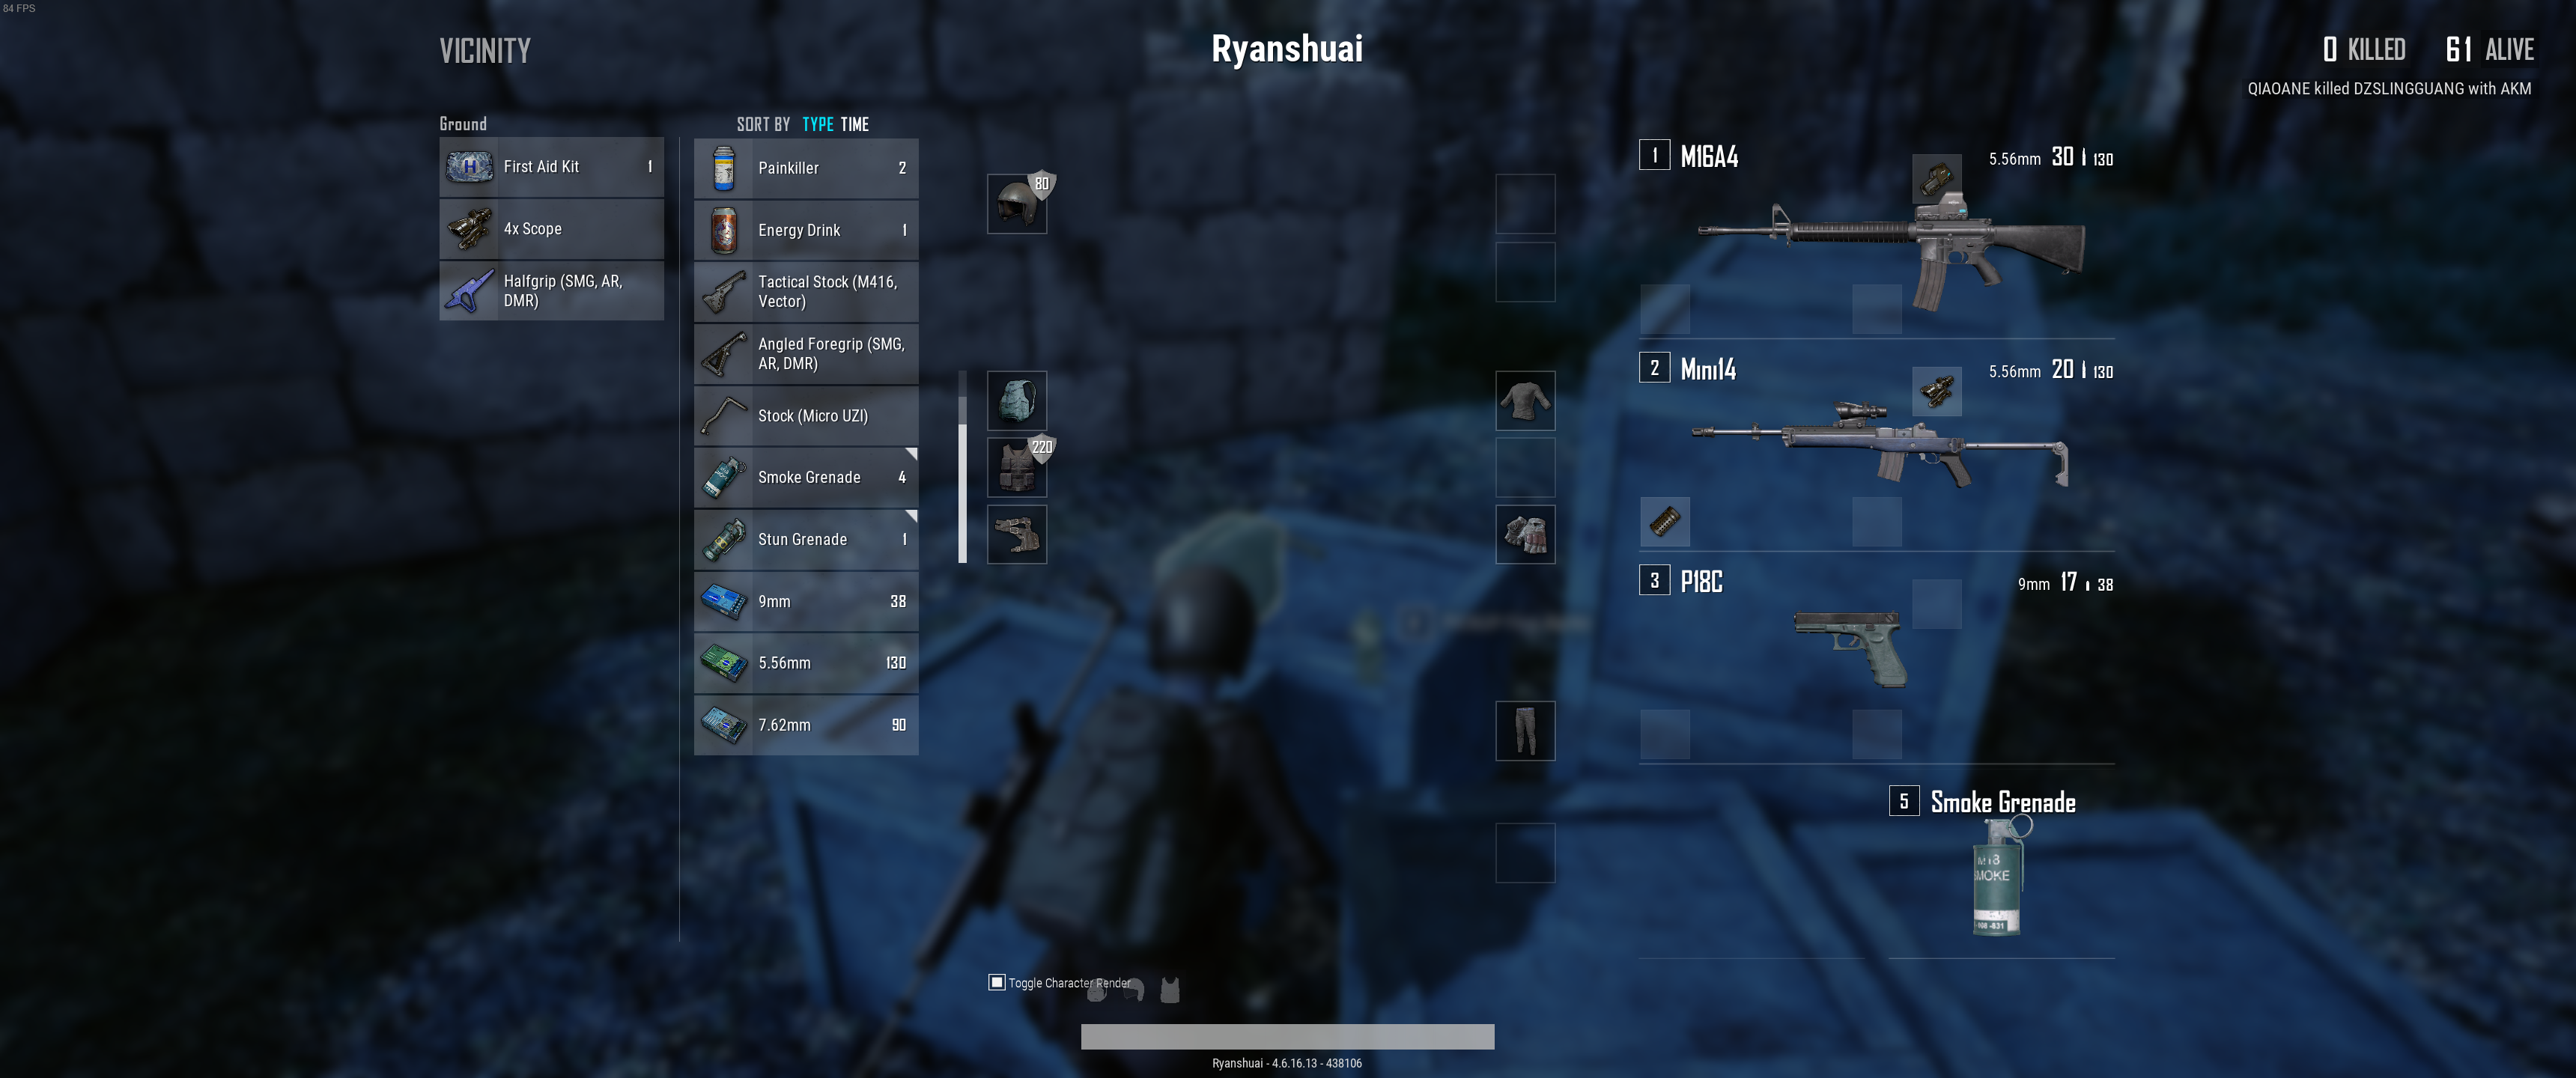 84 FPS
VICINITY
Ryanshuai
0 KILLED 61 ALIVE
QIAOANE killed DZSLINGGUANG with AKM
Ground
First Aid Kit 1
4x Scope
Halfgrip (SMG, AR,
DMR)
SORT BY TYPE TIME
Painkiller 2
Energy Drink 1
Tactical Stock (M416,
Vector)
Angled Foregrip (SMG,
AR, DMR)
Stock (Micro UZI)
Smoke Grenade 4
Stun Grenade 1
9mm 38
5.56mm 130
7.62mm 90
80
220
1 M16A4 5.56mm 30 130
2 Mini14 5.56mm 20 130
3 P18C 9mm 17 38
5 Smoke Grenade
M18
SMOKE
Toggle Character Render
Ryanshuai - 4.6.16.13 - 438106